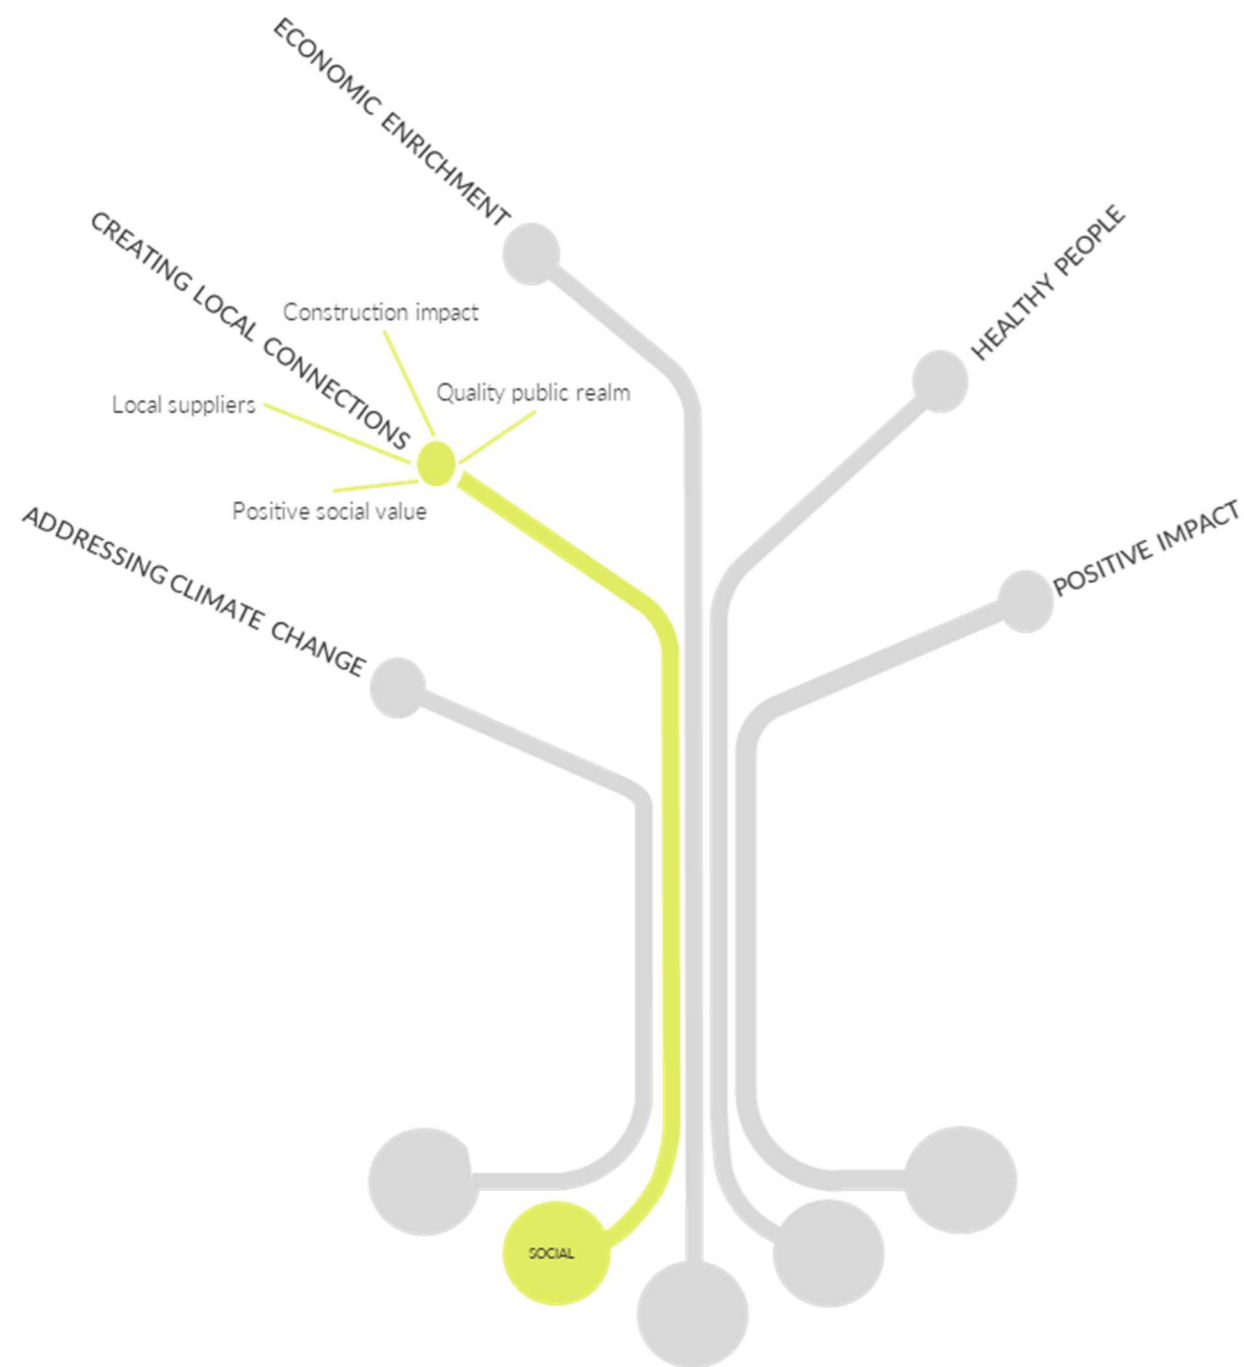 ECONOMIC ENRICHMENT
CREATING LOCAL CONNECTIONS
HEALTHY PEOPLE
Construction impact
Quality public realm
Local suppliers
Positive social value
ADDRESSING CLIMATE CHANGE
POSITIVE IMPACT
SOCIAL